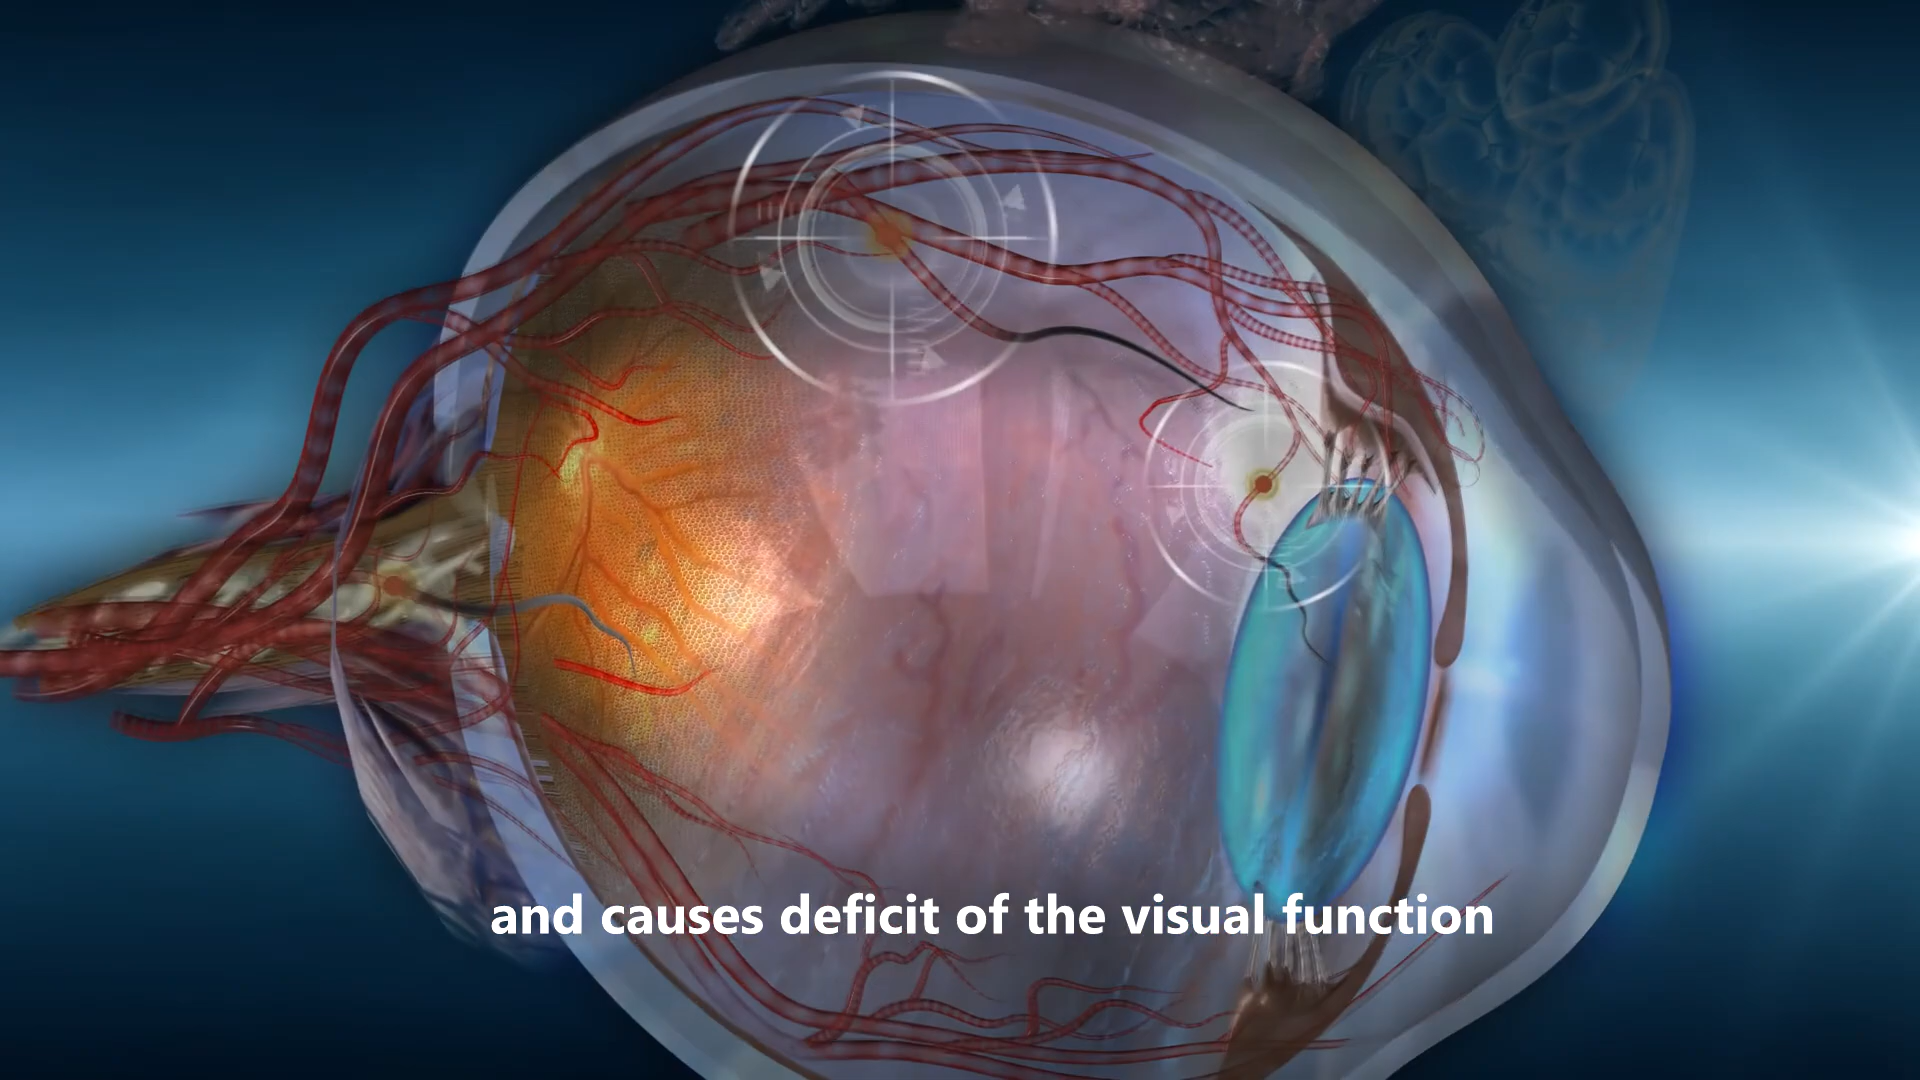 and causes deficit of the visual function